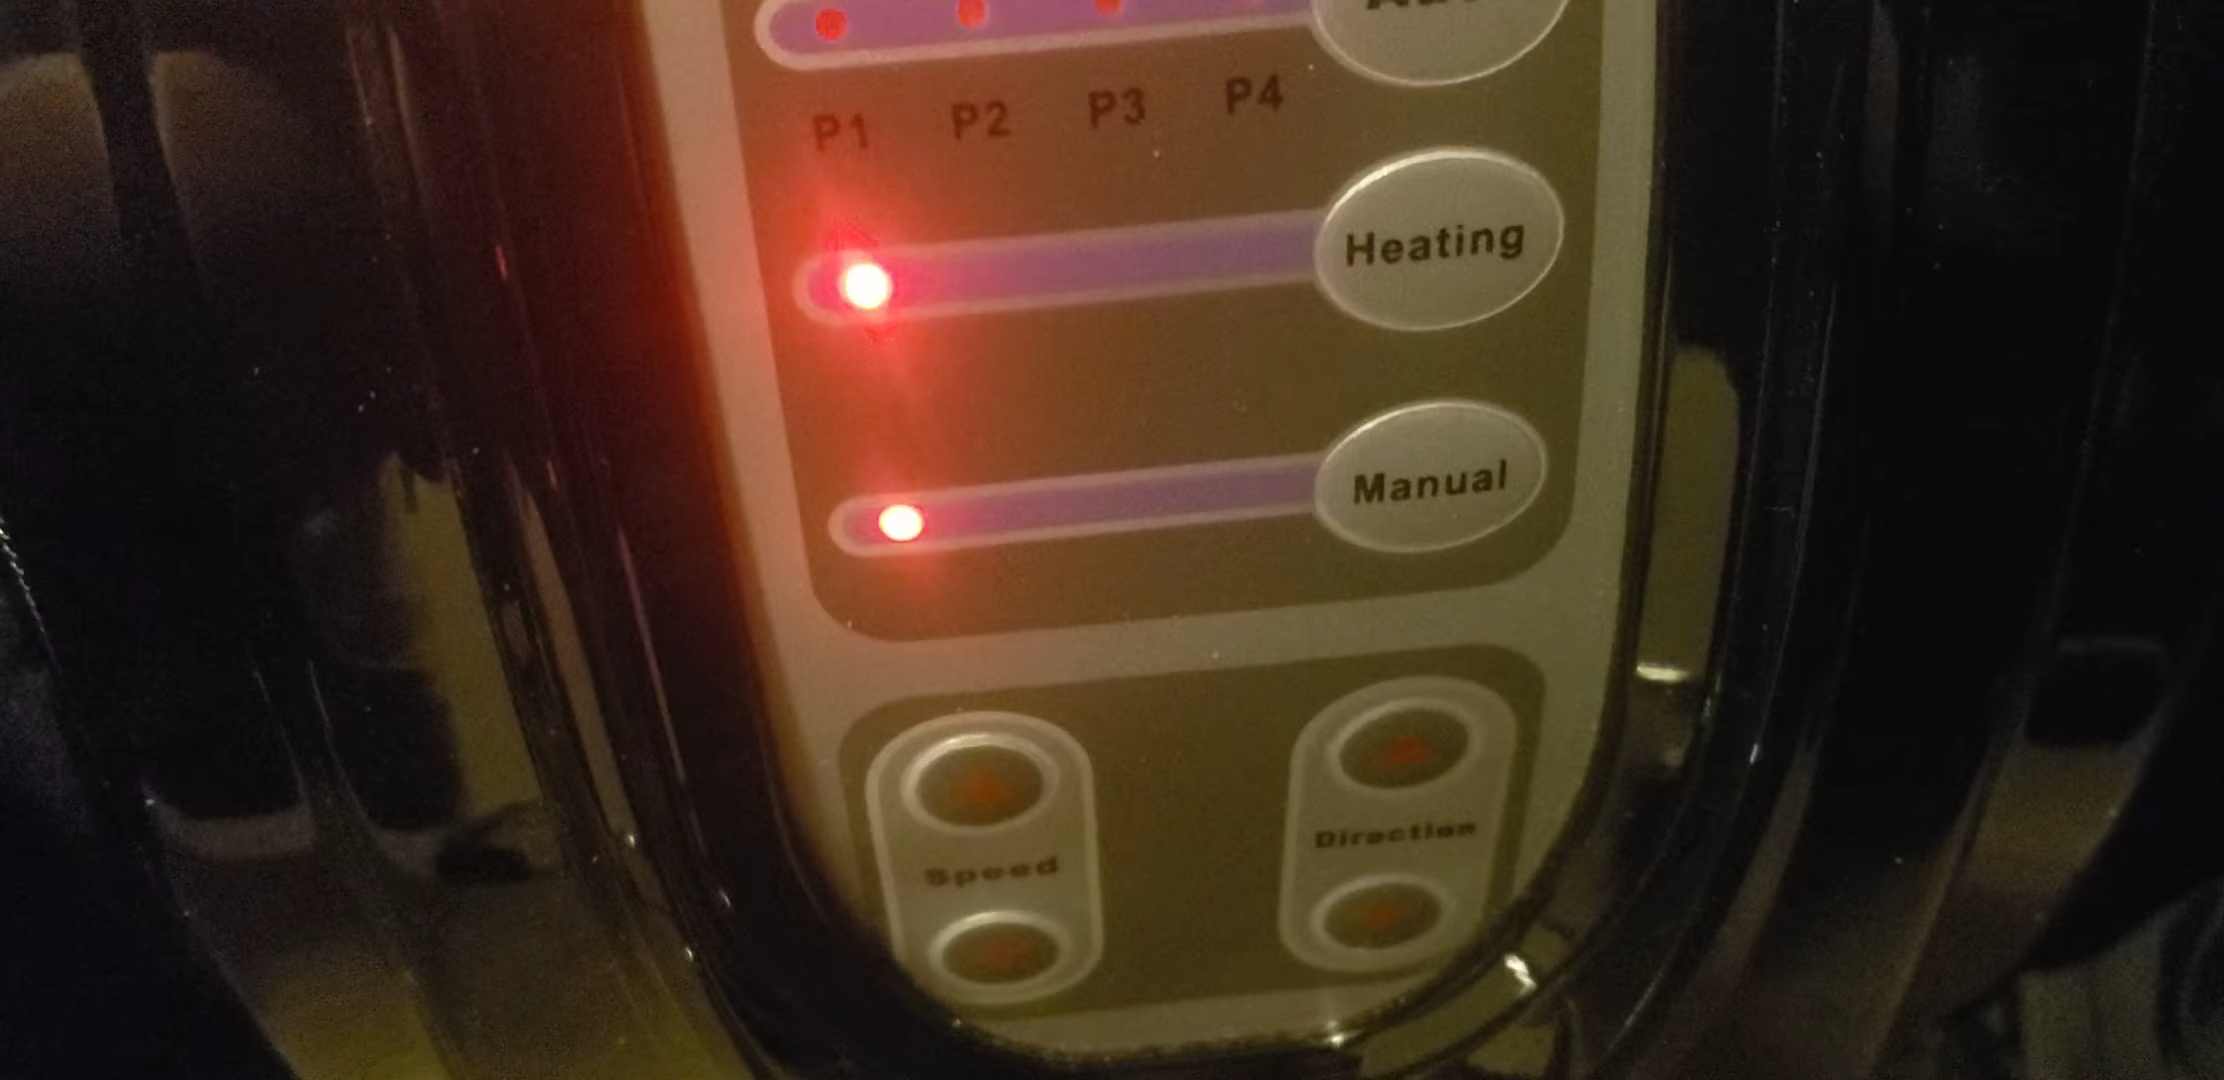 P1 P2 P3 P4
Heating
Manual
Speed
Direction